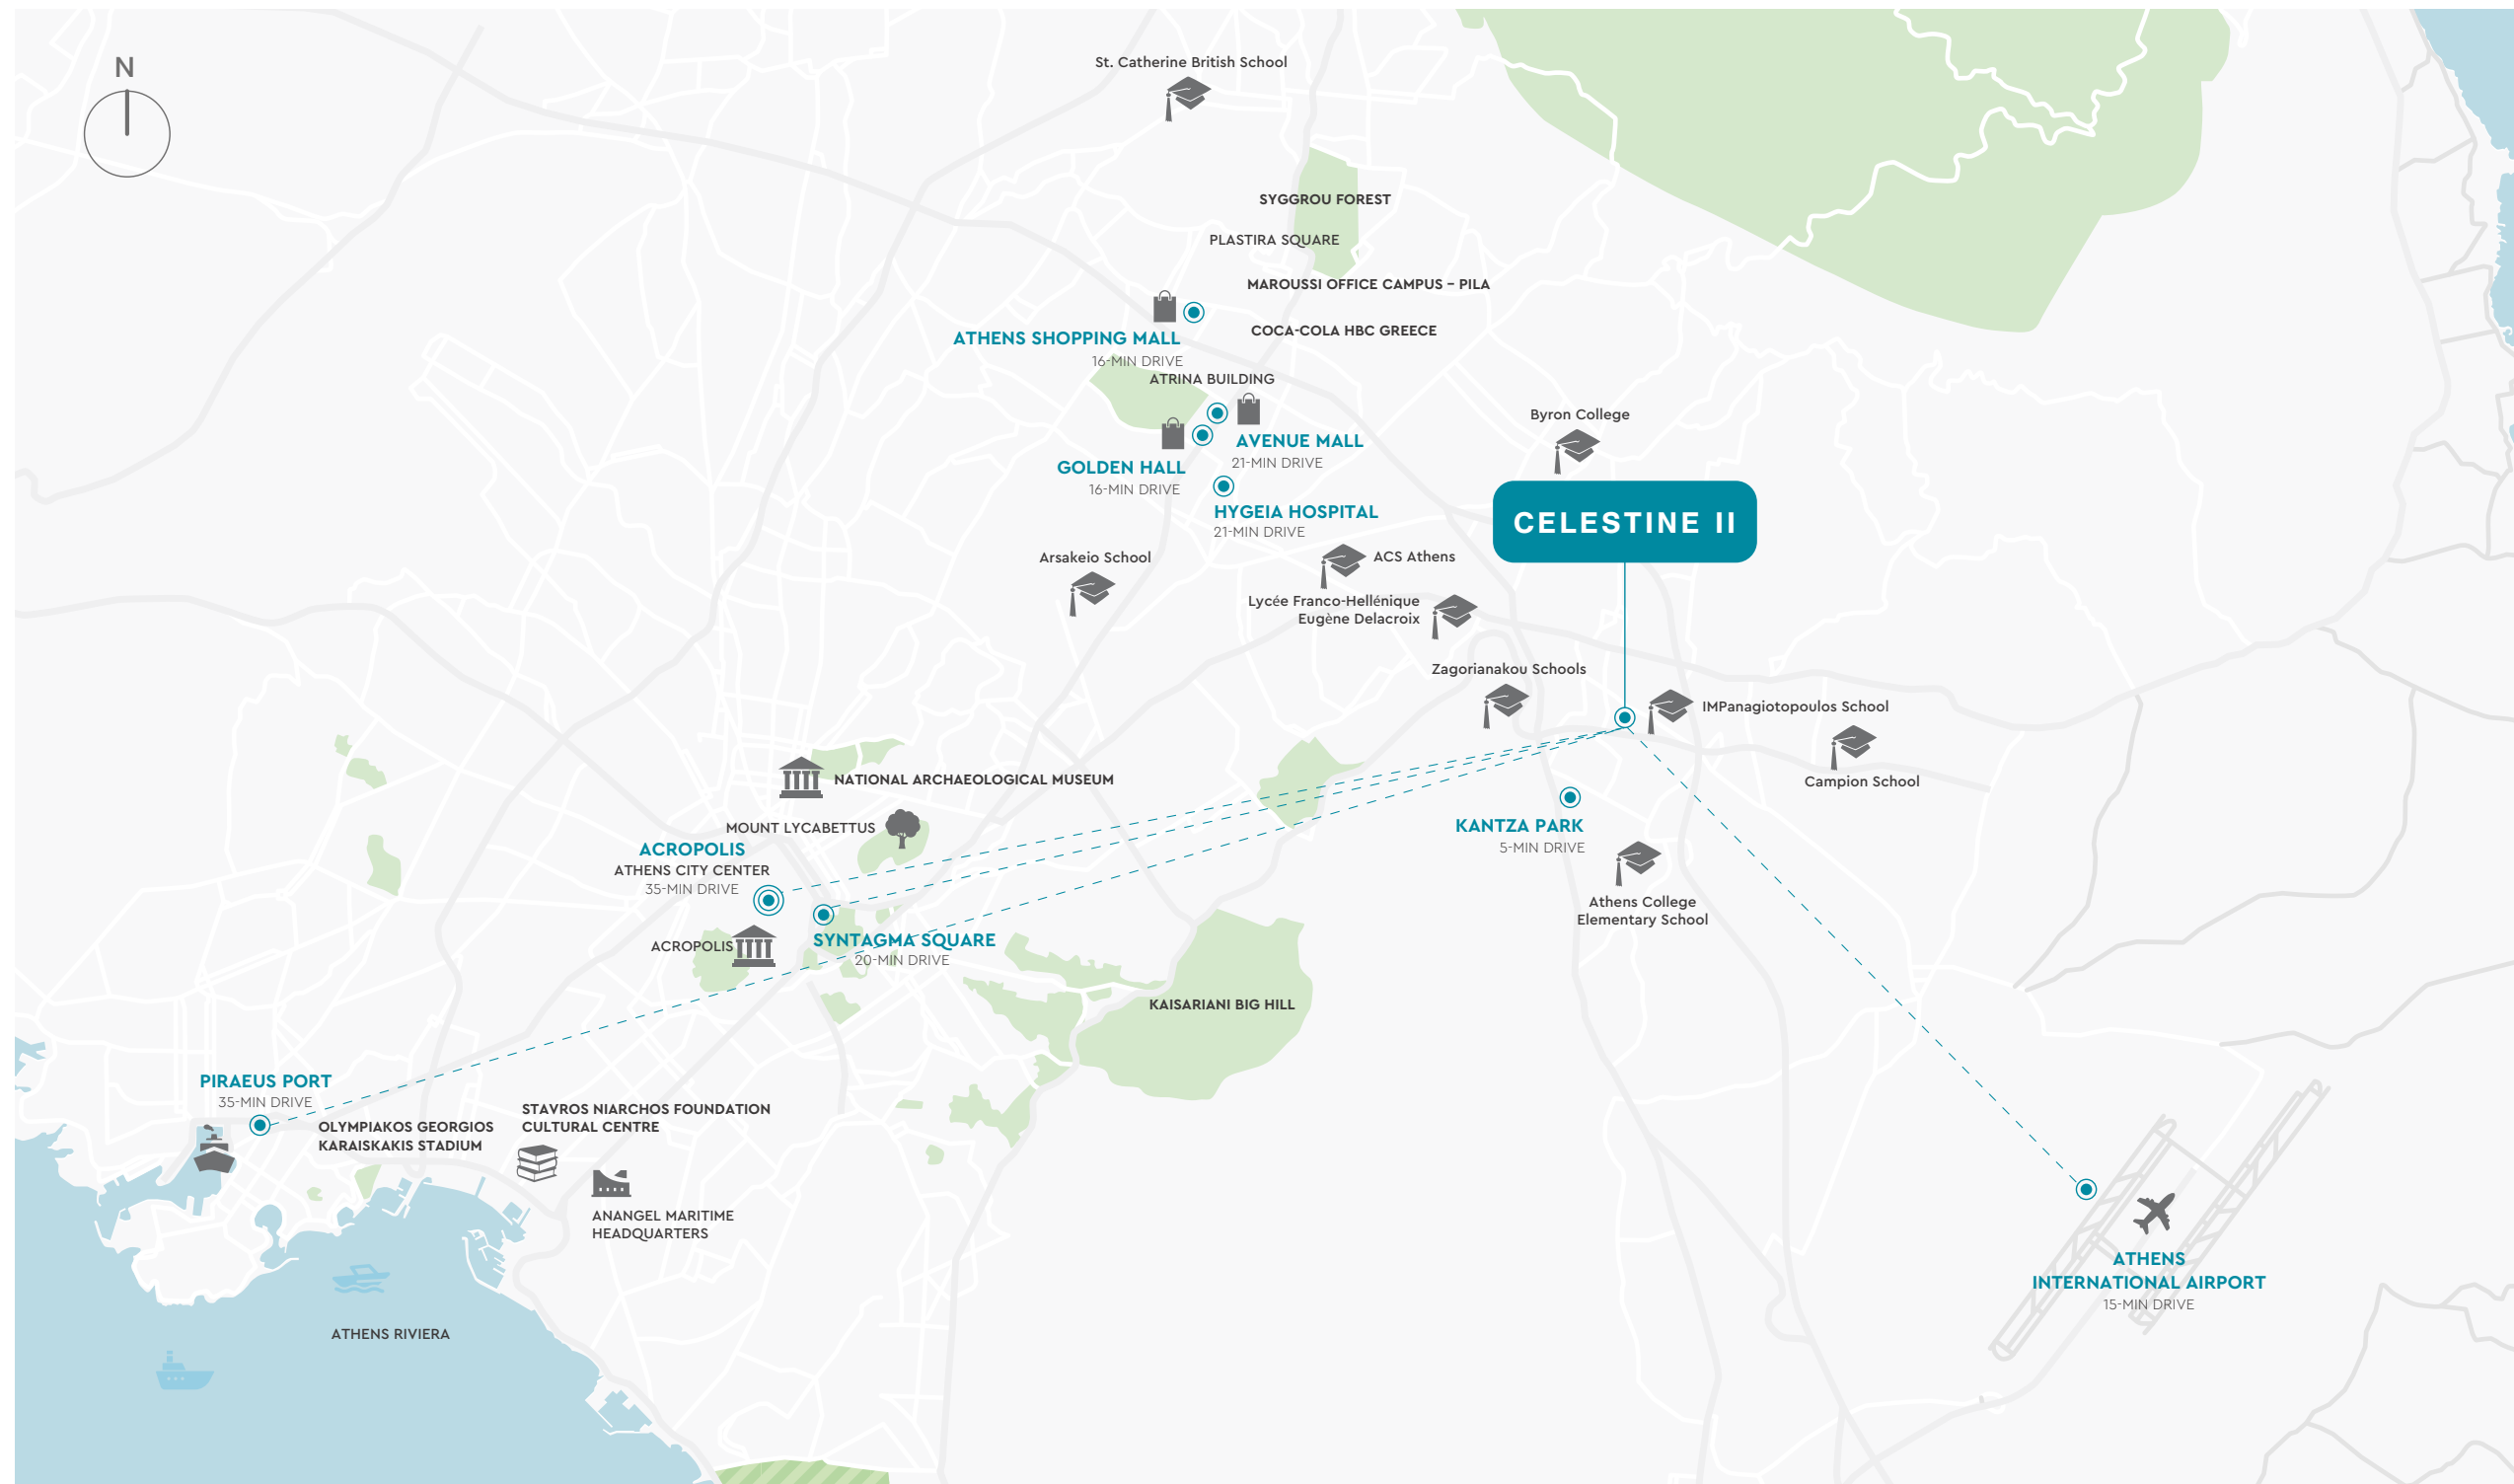 N
St. Catherine British School
SYGGROU FOREST
PLASTIRA SQUARE
MAROUSSI OFFICE CAMPUS – PILA
COCA-COLA HBC GREECE
ATHENS SHOPPING MALL
16-MIN DRIVE
ATRINA BUILDING
AVENUE MALL
21-MIN DRIVE
GOLDEN HALL
16-MIN DRIVE
HYGEIA HOSPITAL
21-MIN DRIVE
Byron College
CELESTINE II
Arsakeio School
ACS Athens
Lycée Franco-Hellénique
Eugène Delacroix
Zagorianakou Schools
IMPanagiotopoulos School
Campion School
NATIONAL ARCHAEOLOGICAL MUSEUM
MOUNT LYCABETTUS
ACROPOLIS
ATHENS CITY CENTER
35-MIN DRIVE
KANTZA PARK
5-MIN DRIVE
Athens College
Elementary School
ACROPOLIS
SYNTAGMA SQUARE
20-MIN DRIVE
KAISARIANI BIG HILL
PIRAEUS PORT
35-MIN DRIVE
OLYMPIAKOS GEORGIOS
KARAISKAKIS STADIUM
STAVROS NIARCHOS FOUNDATION
CULTURAL CENTRE
ANANGEL MARITIME
HEADQUARTERS
ATHENS
INTERNATIONAL AIRPORT
15-MIN DRIVE
ATHENS RIVIERA